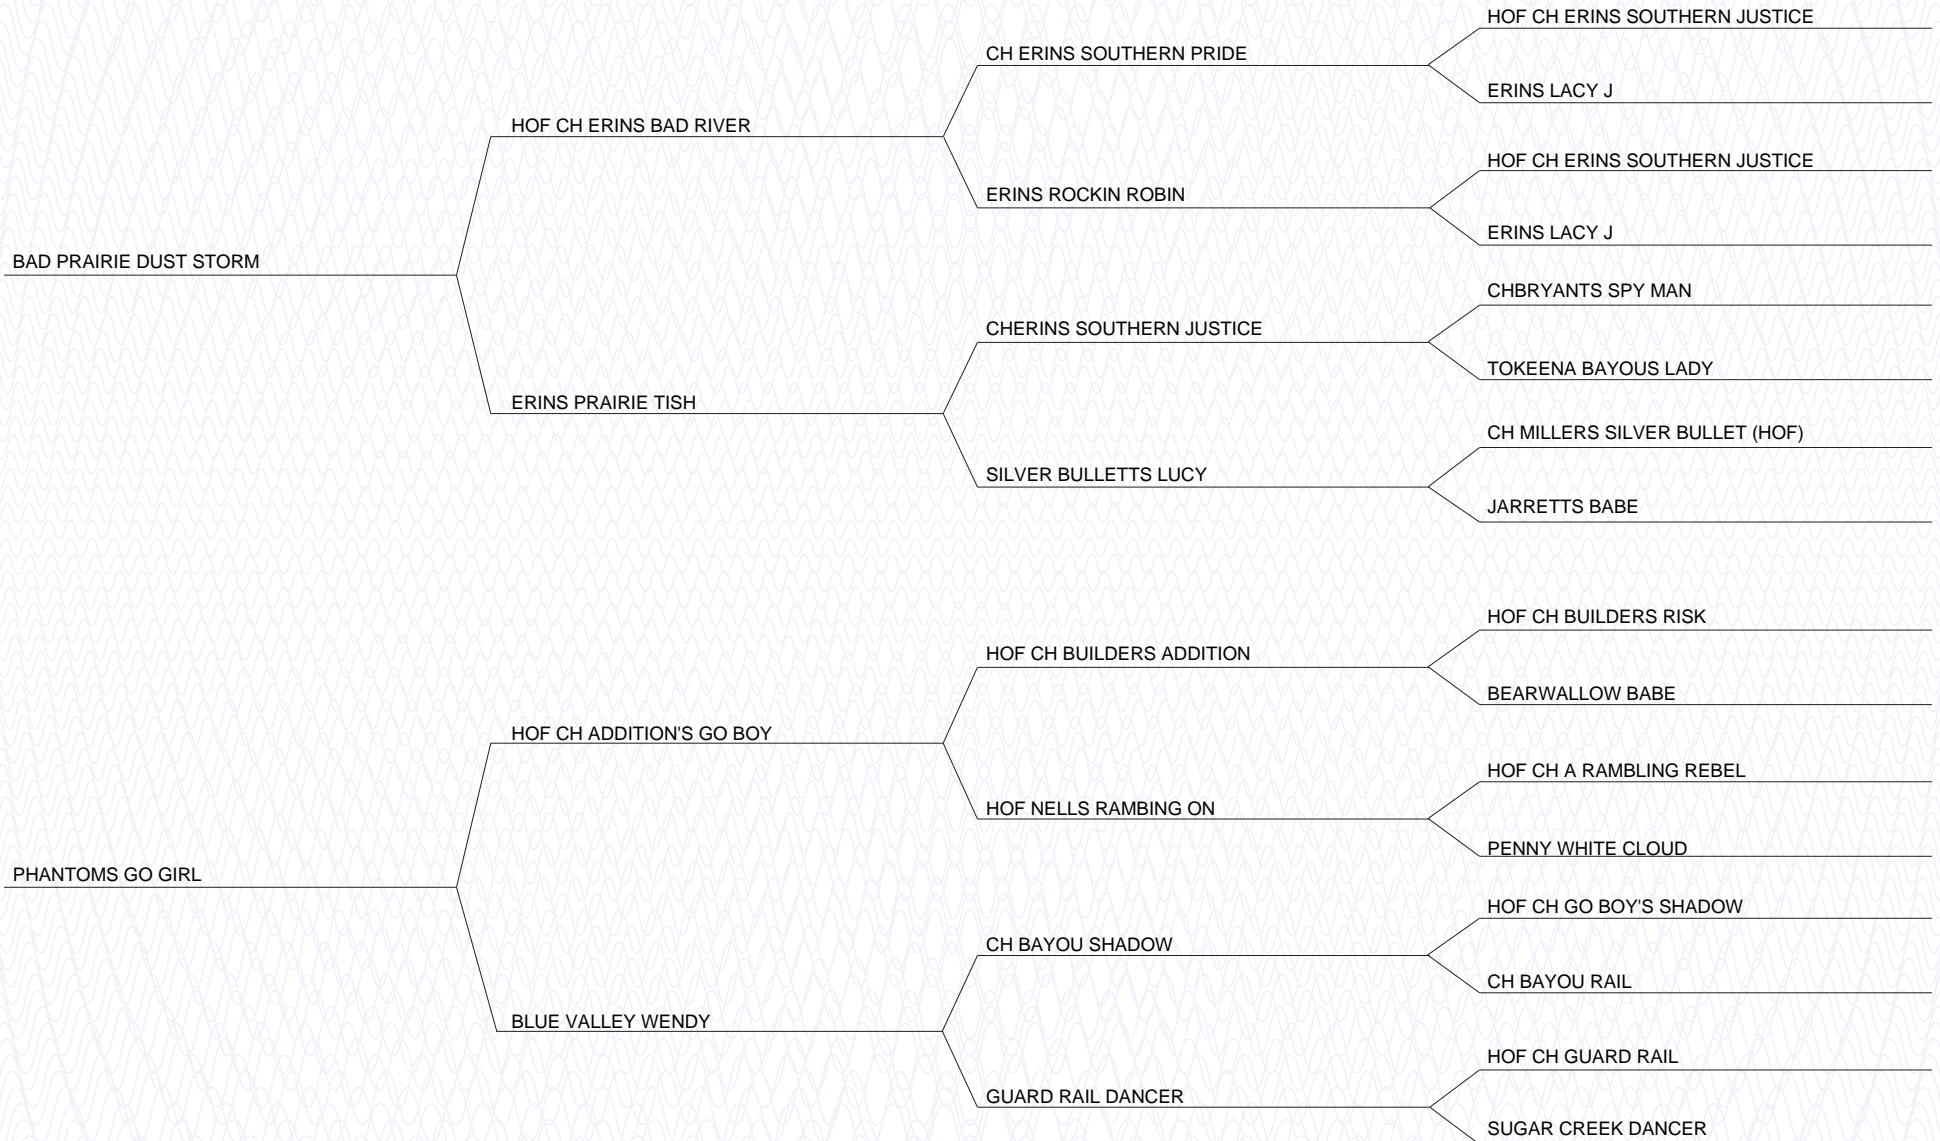 HOF CH ERINS SOUTHERN JUSTICE
CH ERINS SOUTHERN PRIDE
ERINS LACY J
HOF CH ERINS BAD RIVER
HOF CH ERINS SOUTHERN JUSTICE
ERINS ROCKIN ROBIN
ERINS LACY J
BAD PRAIRIE DUST STORM
CHBRYANTS SPY MAN
CHERINS SOUTHERN JUSTICE
TOKEENA BAYOUS LADY
ERINS PRAIRIE TISH
CH MILLERS SILVER BULLET (HOF)
SILVER BULLETTS LUCY
JARRETTS BABE
HOF CH BUILDERS RISK
HOF CH BUILDERS ADDITION
BEARWALLOW BABE
HOF CH ADDITION'S GO BOY
HOF CH A RAMBLING REBEL
HOF NELLS RAMBING ON
PENNY WHITE CLOUD
PHANTOMS GO GIRL
HOF CH GO BOY'S SHADOW
CH BAYOU SHADOW
CH BAYOU RAIL
BLUE VALLEY WENDY
HOF CH GUARD RAIL
GUARD RAIL DANCER
SUGAR CREEK DANCER